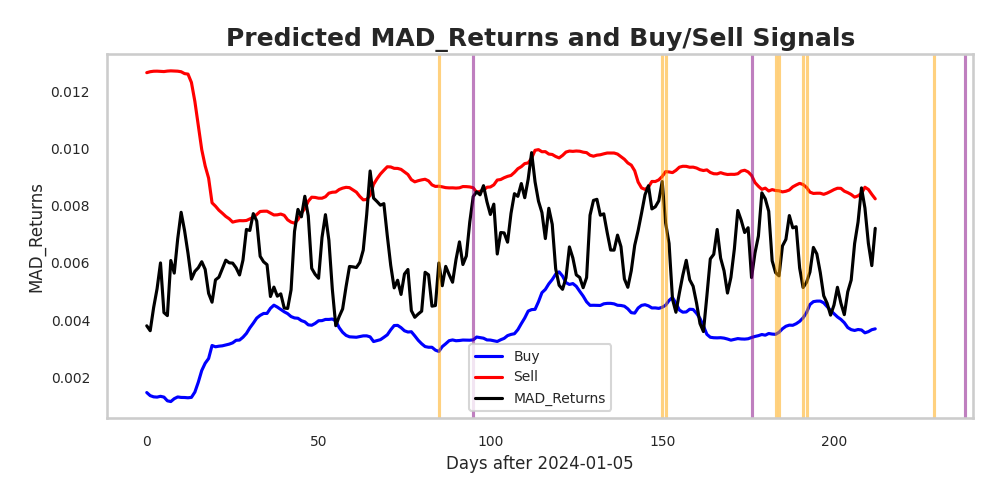 Predicted MAD_Returns and Buy/Sell Signals
MAD_Returns
0.012
0.010
0.008
0.006
0.004
0.002
Buy
Sell
MAD_Returns
0 50 100 150 200
Days after 2024-01-05